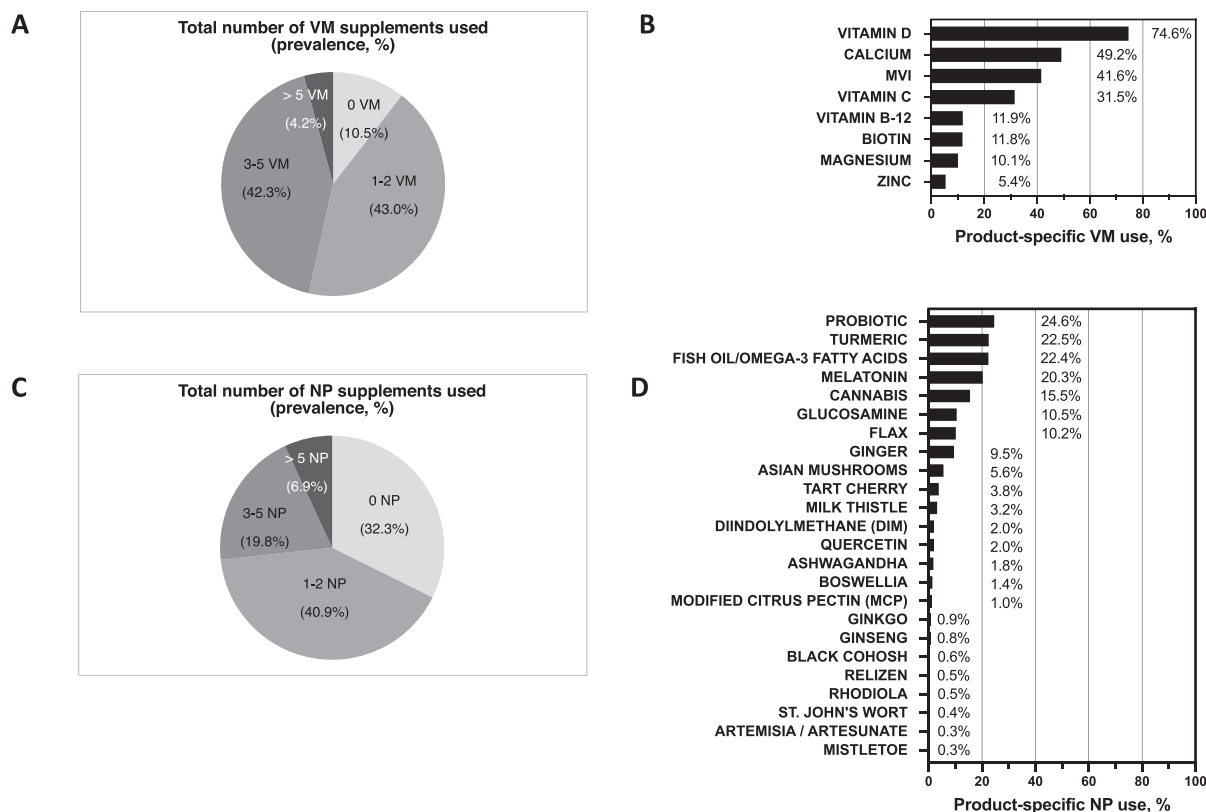 A
Total number of VM supplements used
(prevalence, %)
> 5 VM
(4.2%)
0 VM
(10.5%)
3-5 VM
(42.3%)
1-2 VM
(43.0%)
B
VITAMIN D 74.6%
CALCIUM 49.2%
MVI 41.6%
VITAMIN C 31.5%
VITAMIN B-12 11.9%
BIOTIN 11.8%
MAGNESIUM 10.1%
ZINC 5.4%
0 20 40 60 80 100
Product-specific VM use, %
C
Total number of NP supplements used
(prevalence, %)
> 5 NP
(6.9%)
0 NP
(32.3%)
3-5 NP
(19.8%)
1-2 NP
(40.9%)
D
PROBIOTIC 24.6%
TURMERIC 22.5%
FISH OIL/OMEGA-3 FATTY ACIDS 22.4%
MELATONIN 20.3%
CANNABIS 15.5%
GLUCOSAMINE 10.5%
FLAX 10.2%
GINGER 9.5%
ASIAN MUSHROOMS 5.6%
TART CHERRY 3.8%
MILK THISTLE 3.2%
DIINDOLYLMETHANE (DIM) 2.0%
QUERCETIN 2.0%
ASHWAGANDHA 1.8%
BOSWELLIA 1.4%
MODIFIED CITRUS PECTIN (MCP) 1.0%
GINKGO 0.9%
GINSENG 0.8%
BLACK COHOSH 0.6%
RELIZEN 0.5%
RHODIOLA 0.5%
ST. JOHN'S WORT 0.4%
ARTEMISIA / ARTESUNATE 0.3%
MISTLETOE 0.3%
0 20 40 60 80 100
Product-specific NP use, %